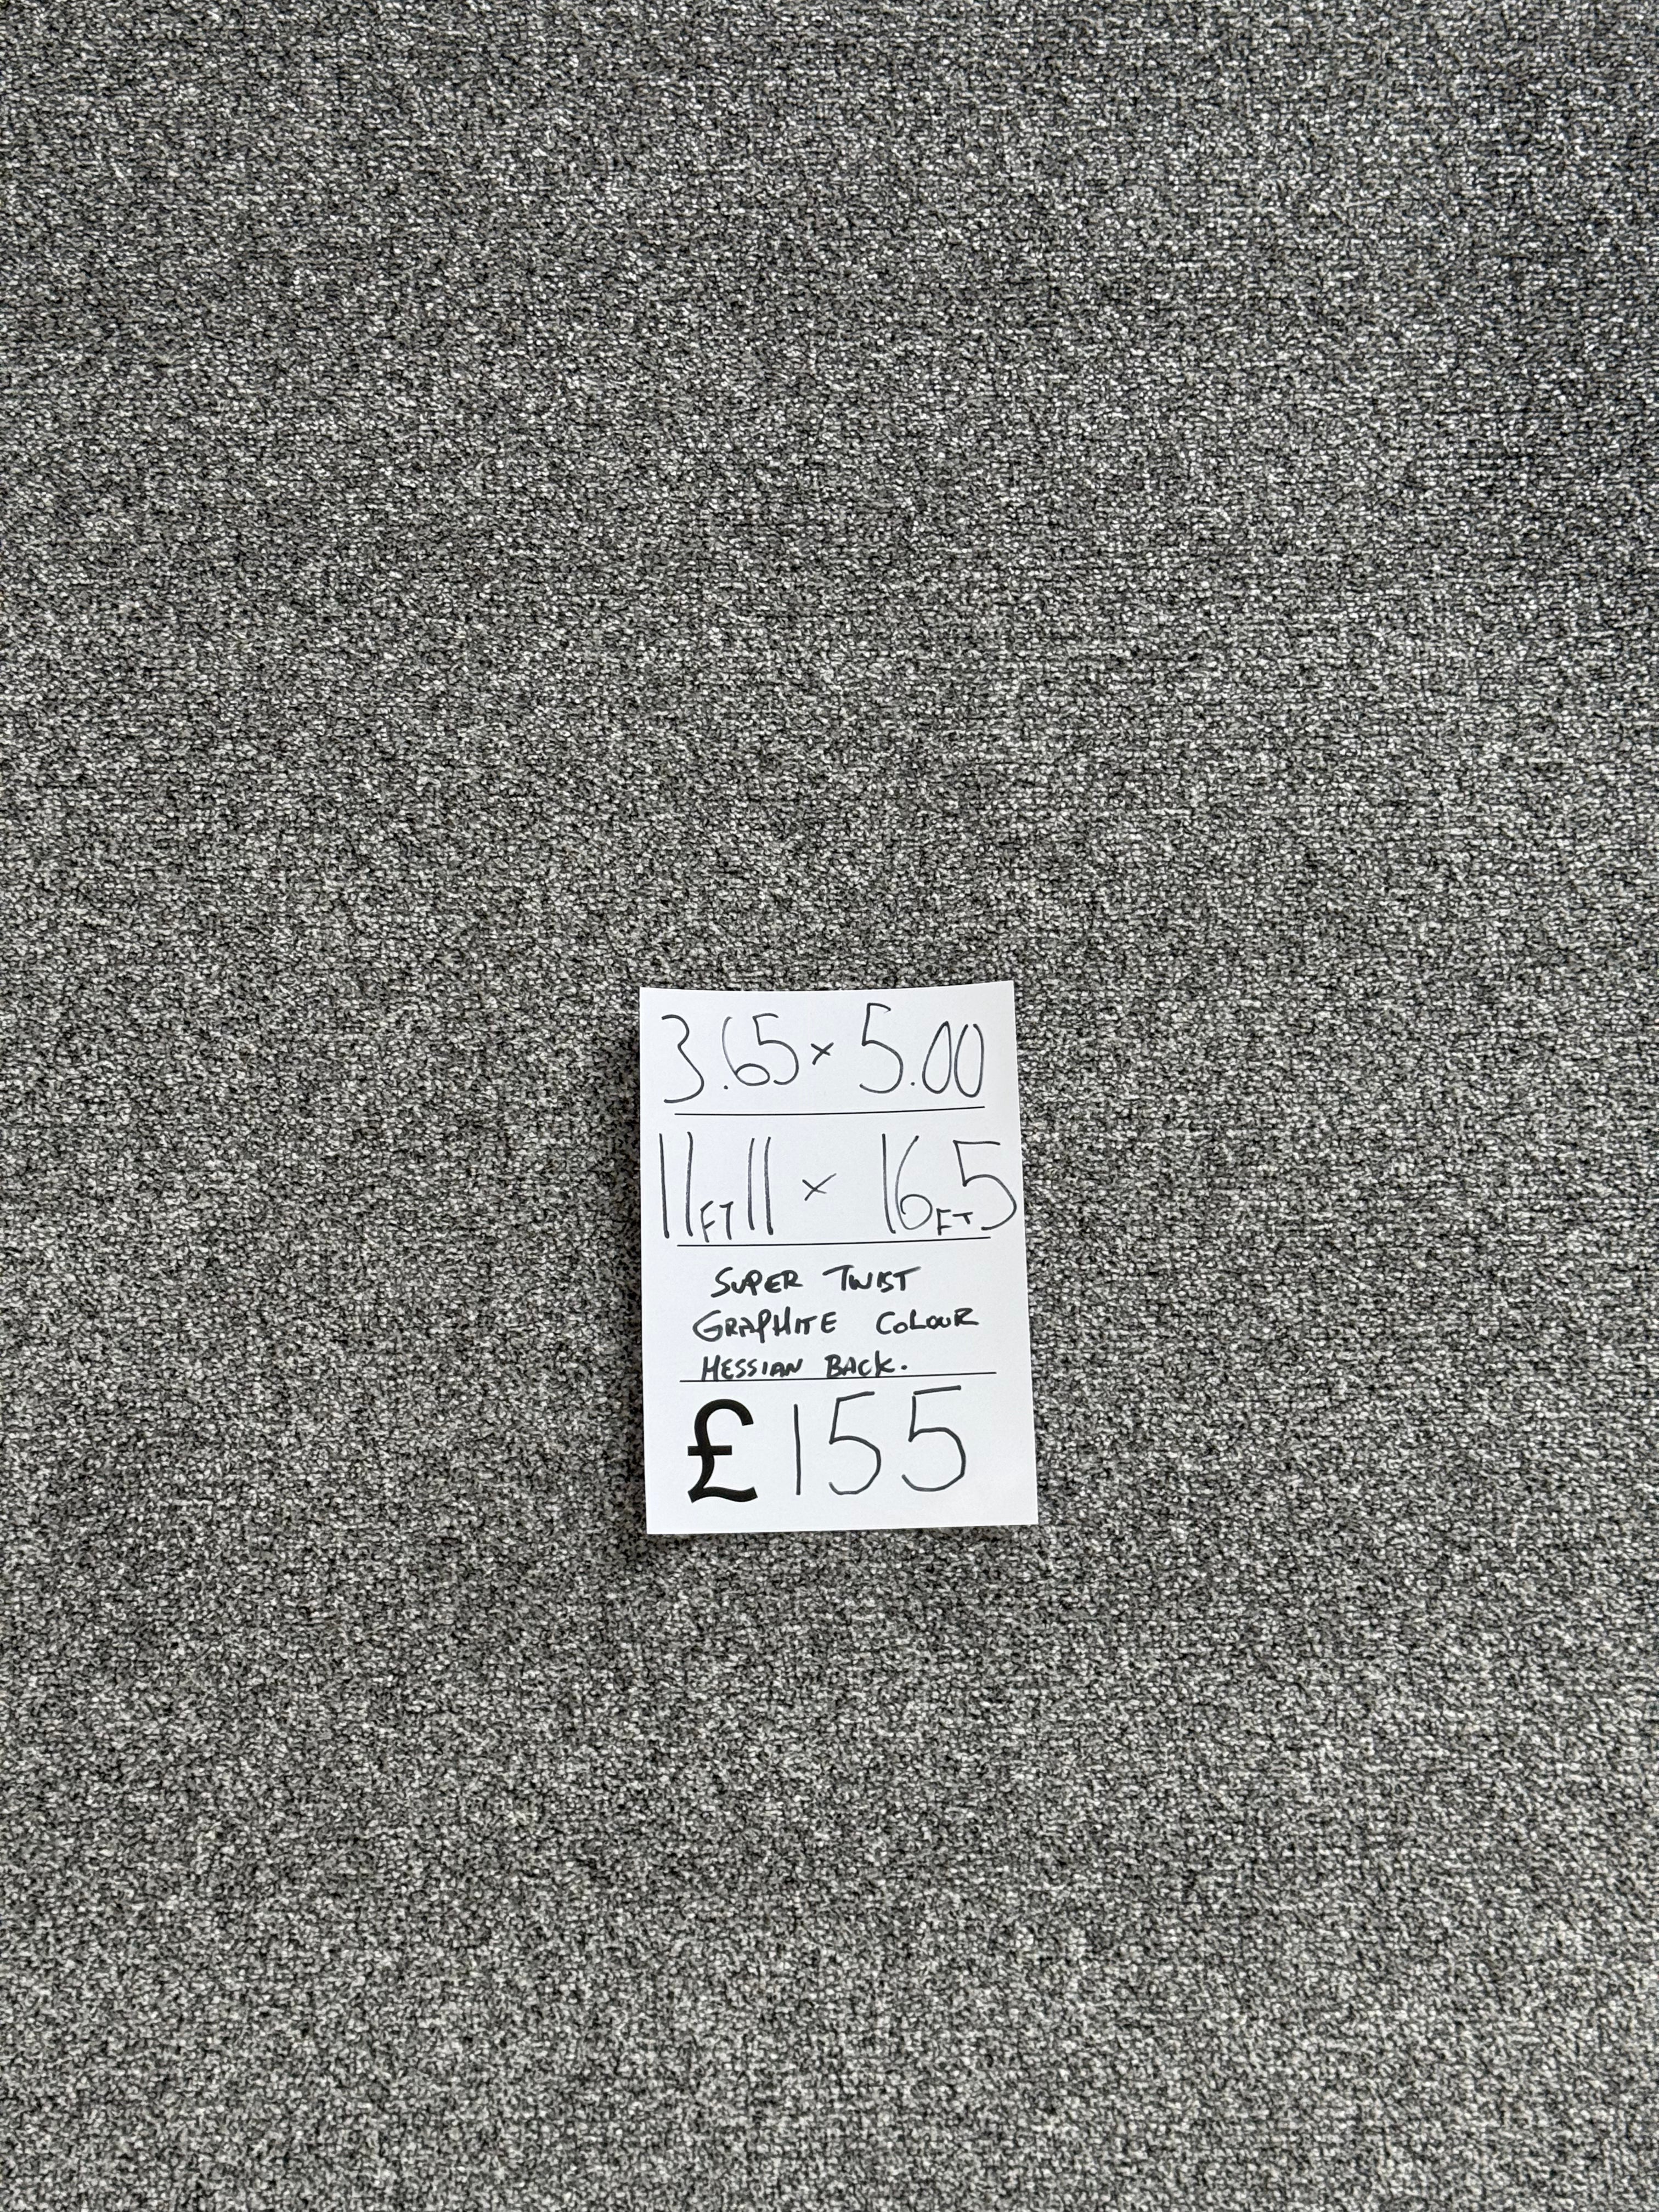 3.65 × 5.00
11FT11 × 16FT5
SUPER TWIST
GRAPHITE COLOUR
HESSIAN BACK.
£155